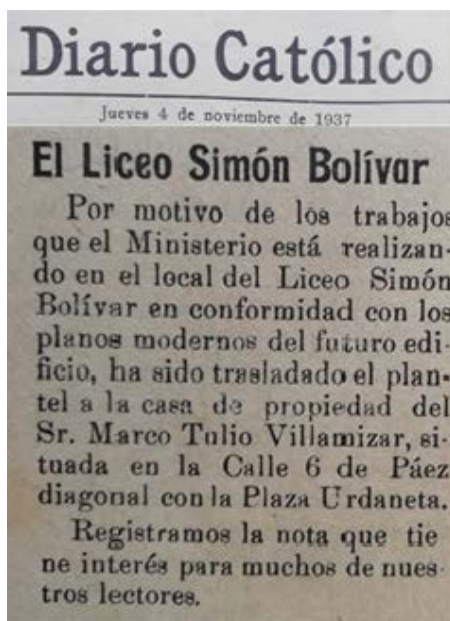 Diario Católico
Jueves 4 de noviembre de 1937
El Liceo Simón Bolívar
Por motivo de los trabajos
que el Ministerio está realizan-
do en el local del Liceo Simón
Bolívar en conformidad con los
planos modernos del futuro edi-
ficio, ha sido trasladado el plan-
tel a la casa de propiedad del
Sr. Marco Tulio Villamizar, si-
tuada en la Calle 6 de Páez
diagonal con la Plaza Urdaneta.
Registramos la nota que tie
ne interés para muchos de nues-
tros lectores.